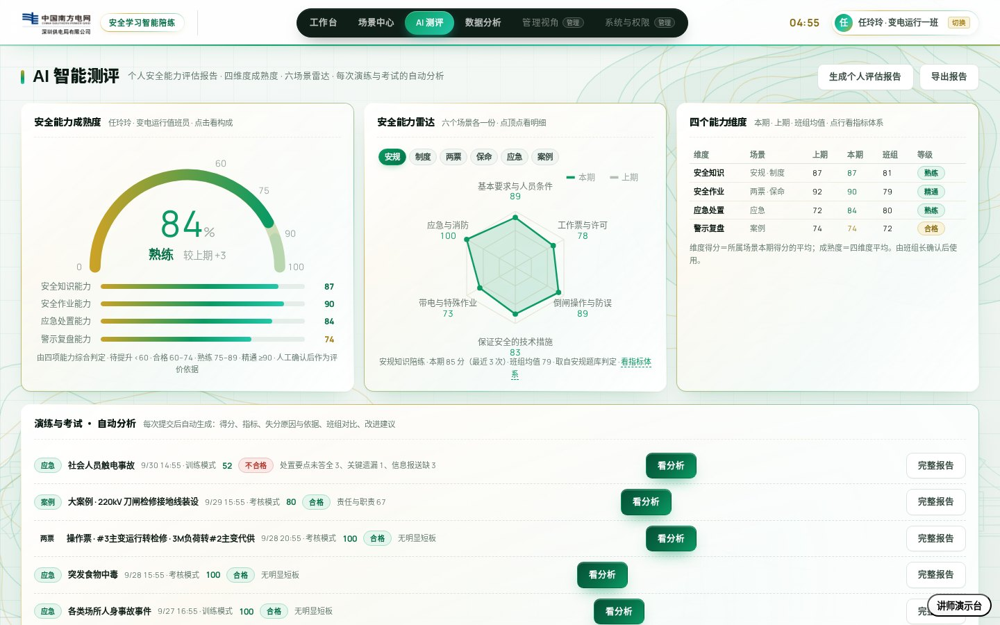 中国南方电网
CHINA SOUTHERN POWER GRID
深圳供电局有限公司
安全学习智能陪练
工作台
场景中心
AI 测评
数据分析
管理视角 管理
系统与权限 管理
04:55
任 任玲玲 · 变电运行一班 切换
AI 智能测评 个人安全能力评估报告 · 四维度成熟度 · 六场景雷达 · 每次演练与考试的自动分析
生成个人评估报告
导出报告
安全能力成熟度 任玲玲 · 变电运行值班员 · 点击看构成
0
60
75
90
100
84%
熟练 较上期 +3
安全知识能力 87
安全作业能力 90
应急处置能力 84
警示复盘能力 74
由四项能力综合判定 · 待提升 <60 · 合格 60–74 · 熟练 75–89 · 精通 ≥90 · 人工确认后作为评
价依据
安全能力雷达 六个场景各一份 · 点顶点看明细
安规 制度 两票 保命 应急 案例
本期 上期
基本要求与人员条件
89
应急与消防
100
工作票与许可
78
带电与特殊作业
73
倒闸操作与防误
89
保证安全的技术措施
83
安规知识陪练 · 本期 85 分（最近 3 次）· 班组均值 79 · 取自安规题库判定 · 看指标体
系
四个能力维度 本期 · 上期 · 班组均值 · 点行看指标体系
维度 场景 上期 本期 班组 等级
安全知识 安规 · 制度 87 87 81 熟练
安全作业 两票 · 保命 92 90 79 精通
应急处置 应急 72 84 80 熟练
警示复盘 案例 74 74 72 合格
维度得分＝所属场景本期得分的平均；成熟度＝四维度平均。由班组长确认后使
用。
演练与考试 • 自动分析 每次提交后自动生成：得分、指标、失分原因与依据、班组对比、改进建议
应急 社会人员触电事故 9/30 14:55 · 训练模式 52 不合格 处置要点未答全 3、关键遗漏 1、信息报送缺 3 看分析 完整报告
案例 大案例 · 220kV 刀闸检修接地线装设 9/29 15:55 · 考核模式 80 合格 责任与职责 67 看分析 完整报告
两票 操作票 · #3主变运行转检修 · 3M负荷转#2主变代供 9/28 20:55 · 考核模式 100 合格 无明显短板 看分析 完整报告
应急 突发食物中毒 9/28 15:55 · 考核模式 100 合格 无明显短板 看分析 完整报告
应急 各类场所人身事故事件 9/27 16:55 · 训练模式 100 合格 无明显短板 看分析
讲师演示台